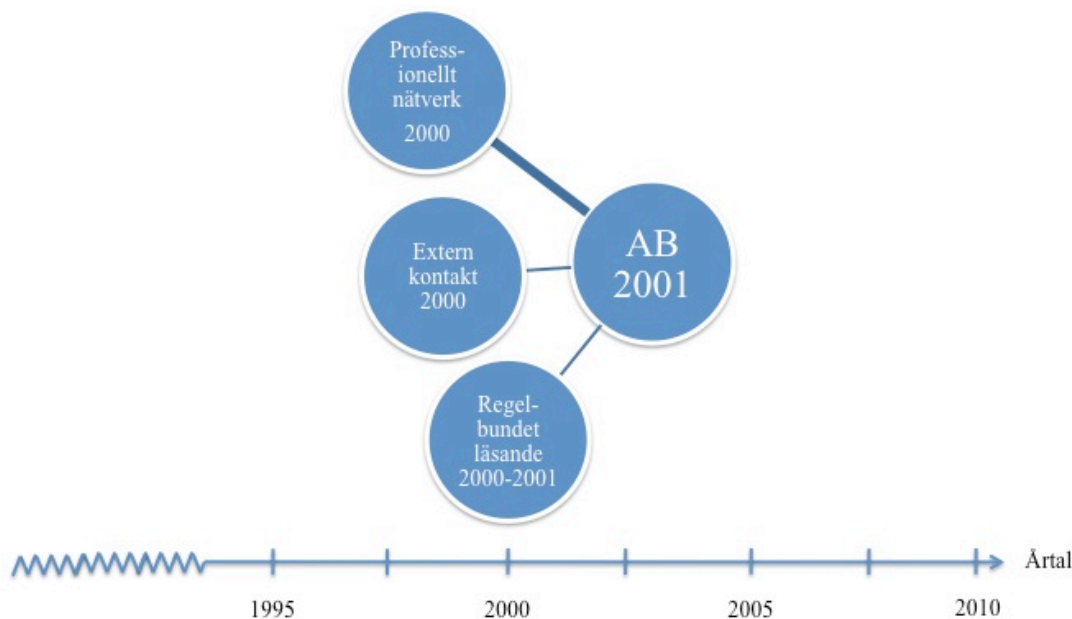 Profess-
ionellt
nätverk
2000
Extern
kontakt
2000
AB
2001
Regel-
bundet
läsande
2000-2001
Årtal
1995
2000
2005
2010